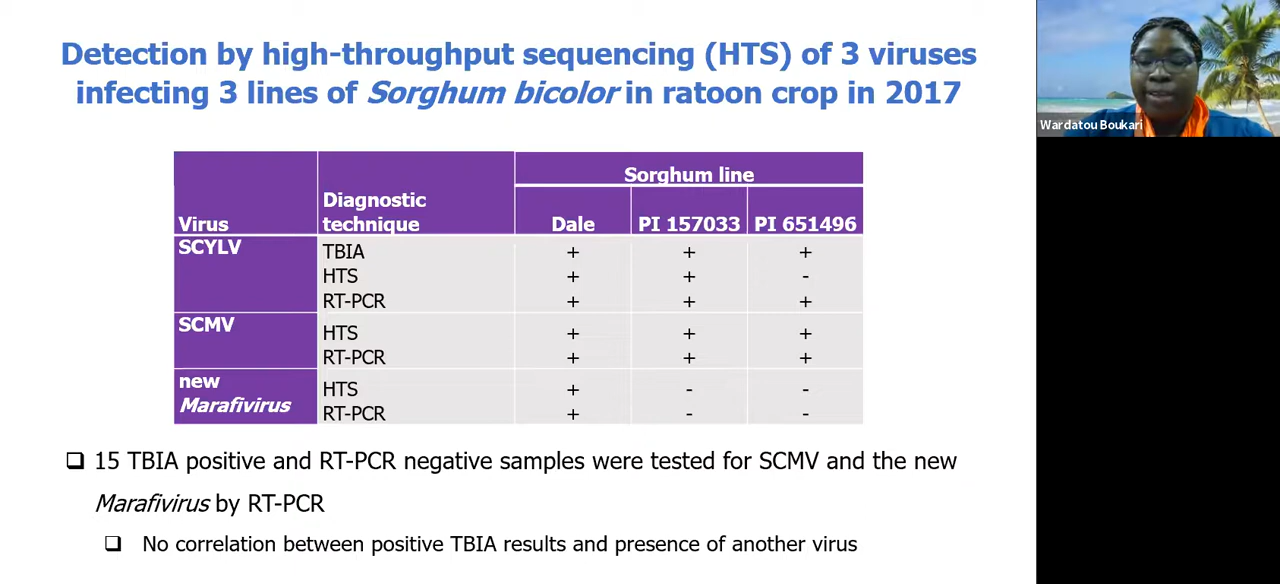 Detection by high-throughput sequencing (HTS) of 3 viruses
infecting 3 lines of Sorghum bicolor in ratoon crop in 2017
Wardatou Boukari
Virus Diagnostic technique Sorghum line
Dale PI 157033 PI 651496
SCYLV TBIA + + +
HTS + + -
RT-PCR + + +
SCMV HTS + + +
RT-PCR + + +
new Marafivirus HTS + - -
RT-PCR + - -
❑ 15 TBIA positive and RT-PCR negative samples were tested for SCMV and the new
Marafivirus by RT-PCR
❑ No correlation between positive TBIA results and presence of another virus